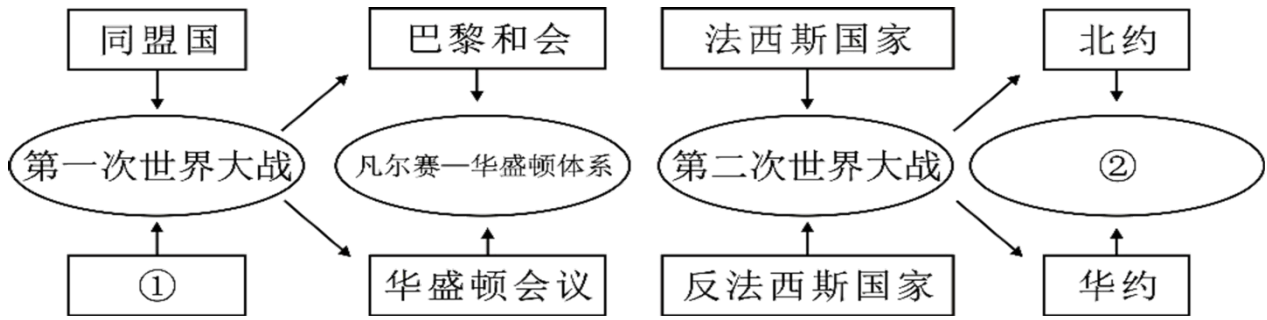 同盟国
巴黎和会
法西斯国家
北约
第一次世界大战
凡尔赛—华盛顿体系
第二次世界大战
②
①
华盛顿会议
反法西斯国家
华约